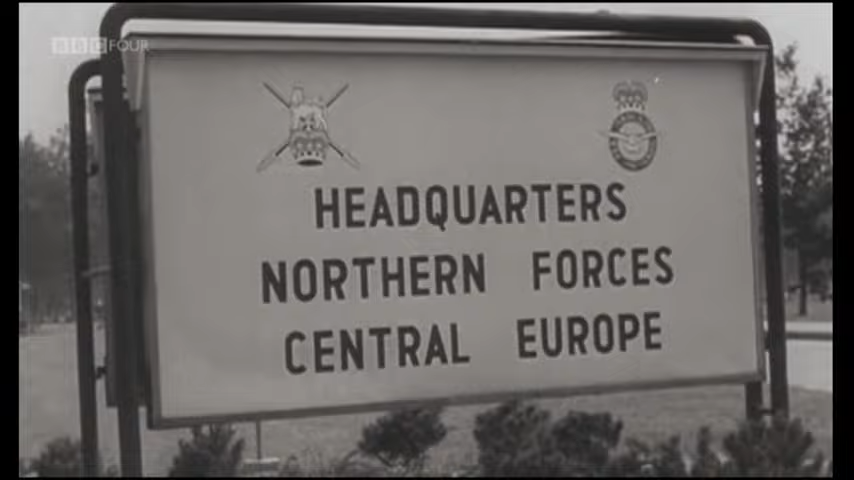 BBC FOUR
HEADQUARTERS
NORTHERN FORCES
CENTRAL EUROPE